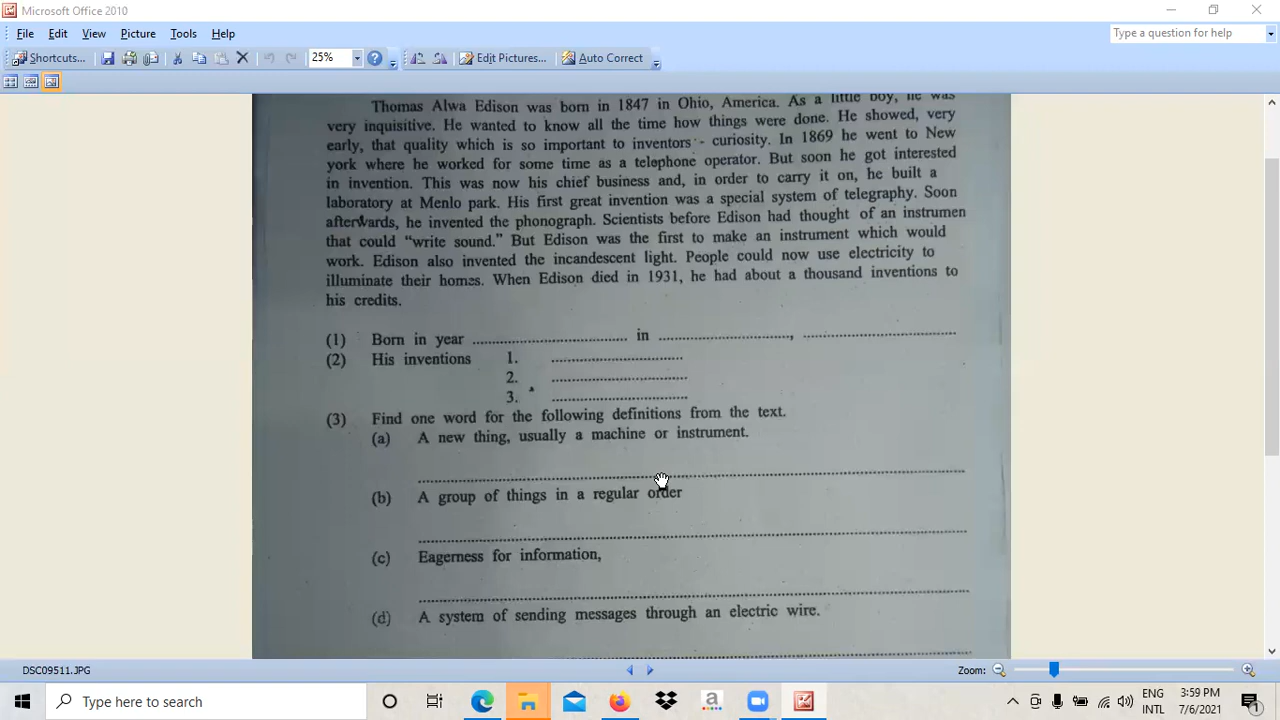 Microsoft Office 2010
File Edit View Picture Tools Help
Type a question for help
Shortcuts... 25% Edit Pictures... Auto Correct
Thomas Alwa Edison was born in 1847 in Ohio, America. As a little boy, he was
very inquisitive. He wanted to know all the time how things were done. He showed, very
early, that quality which is so important to inventors - curiosity. In 1869 he went to New
york where he worked for some time as a telephone operator. But soon he got interested
in invention. This was now his chief business and, in order to carry it on, he built a
laboratory at Menlo park. His first great invention was a special system of telegraphy. Soon
afterwards, he invented the phonograph. Scientists before Edison had thought of an instrumen
that could "write sound." But Edison was the first to make an instrument which would
work. Edison also invented the incandescent light. People could now use electricity to
illuminate their homes. When Edison died in 1931, he had about a thousand inventions to
his credits.
(1) Born in year ........................................ in ..................................., ........................................
(2) His inventions 1. ...................................
2. ...................................
3. ...................................
(3) Find one word for the following definitions from the text.
(a) A new thing, usually a machine or instrument.
................................................................................
(b) A group of things in a regular order
................................................................................
(c) Eagerness for information,
................................................................................
(d) A system of sending messages through an electric wire.
................................................................................
DSC09511.JPG Zoom:
Type here to search
ENG 3:59 PM
INTL 7/6/2021
1